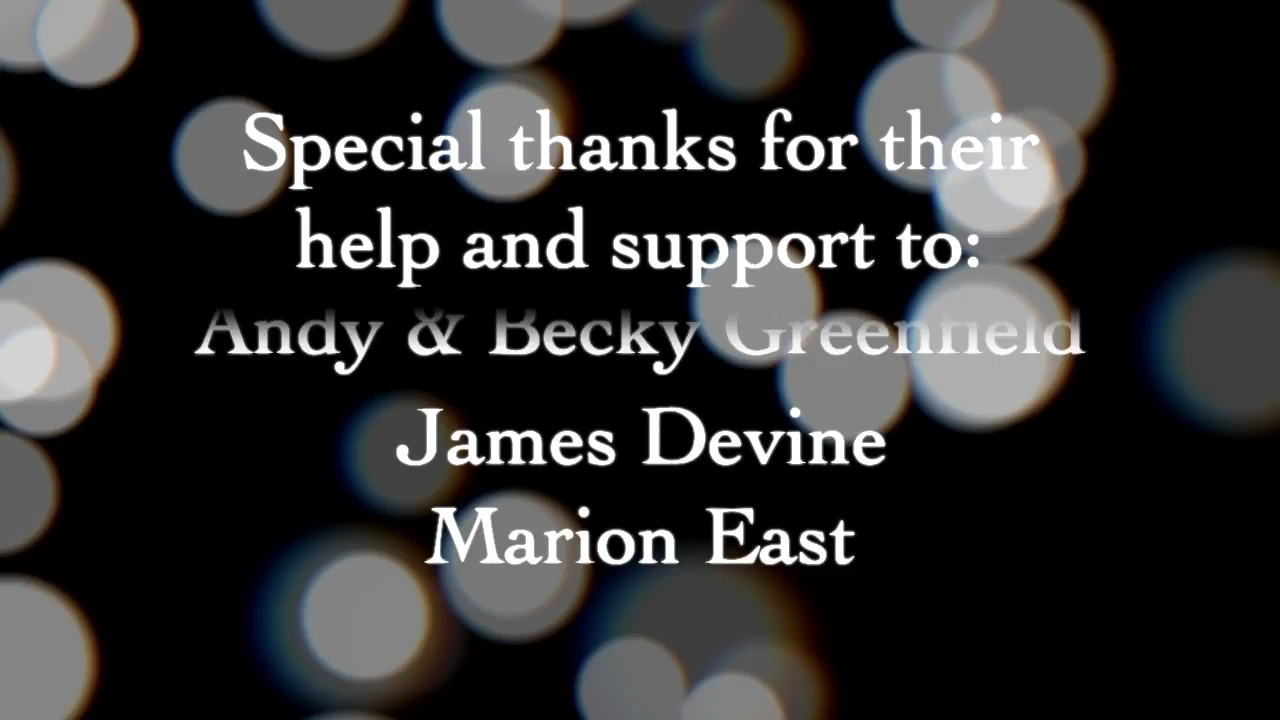 Special thanks for their
help and support to:
Andy & Becky Greenfield
James Devine
Marion East